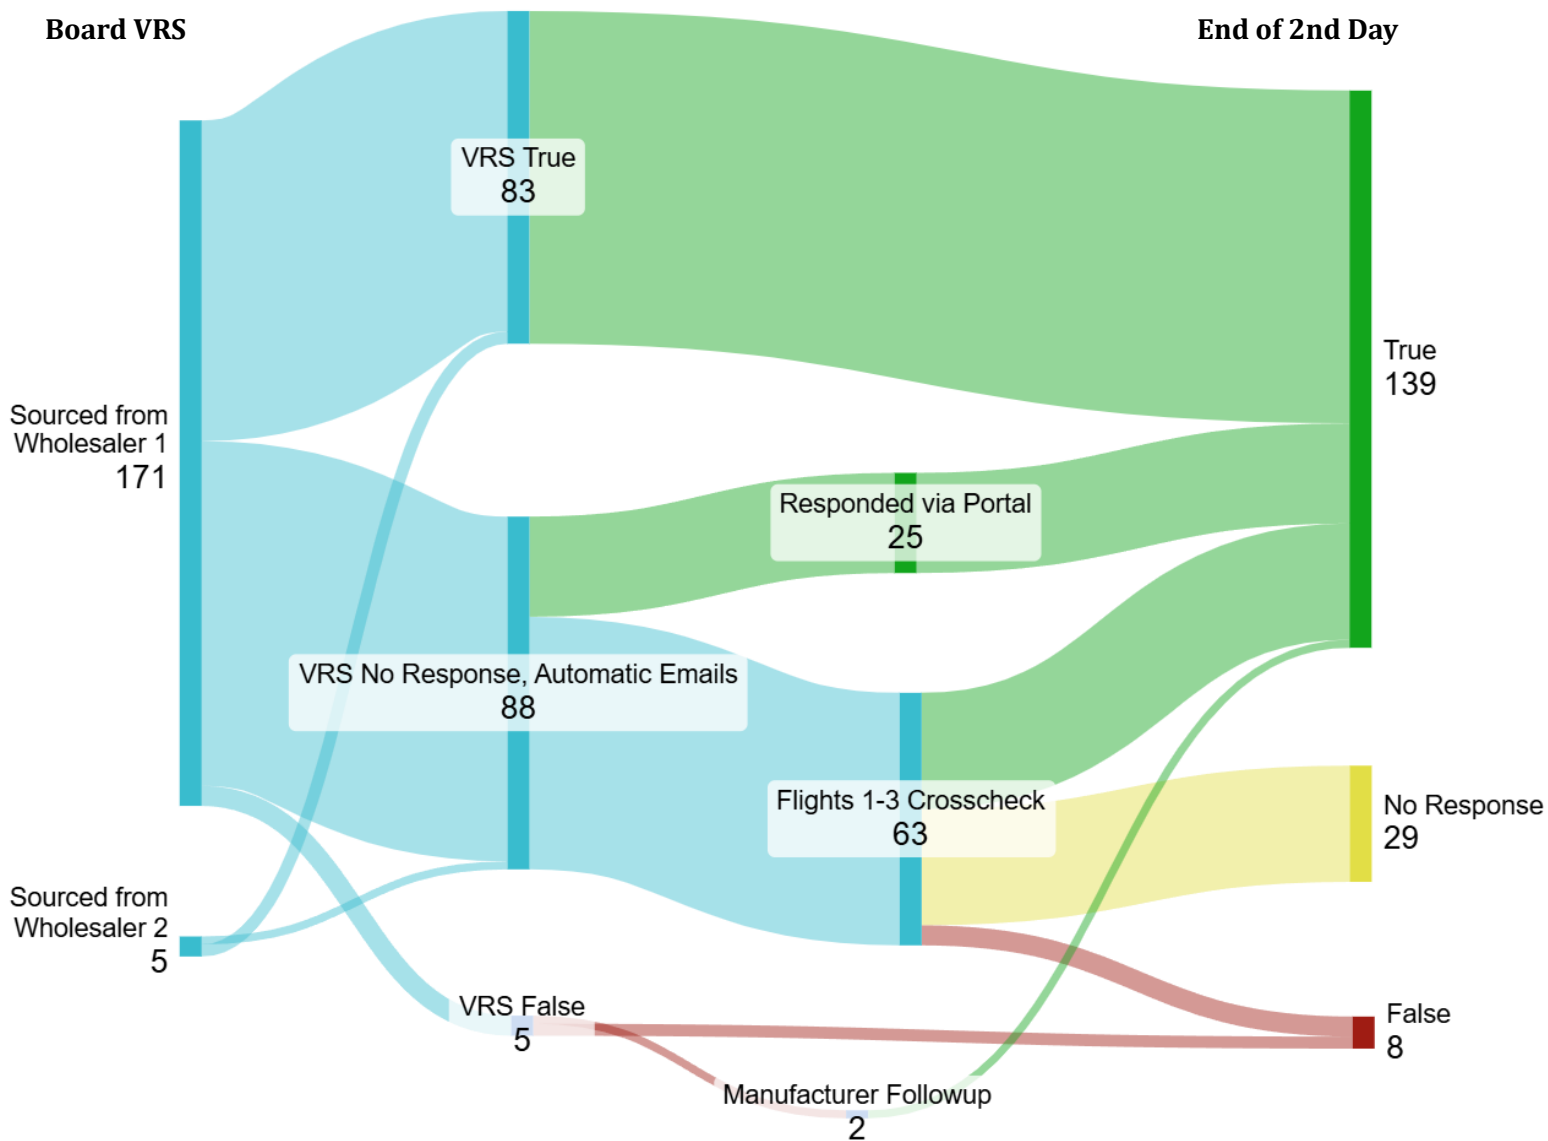 Board VRS
End of 2nd Day
VRS True
83
True
139
Sourced from
Wholesaler 1
171
Responded via Portal
25
VRS No Response, Automatic Emails
88
Flights 1-3 Crosscheck
63
No Response
29
Sourced from
Wholesaler 2
5
VRS False
5
False
8
Manufacturer Followup
2